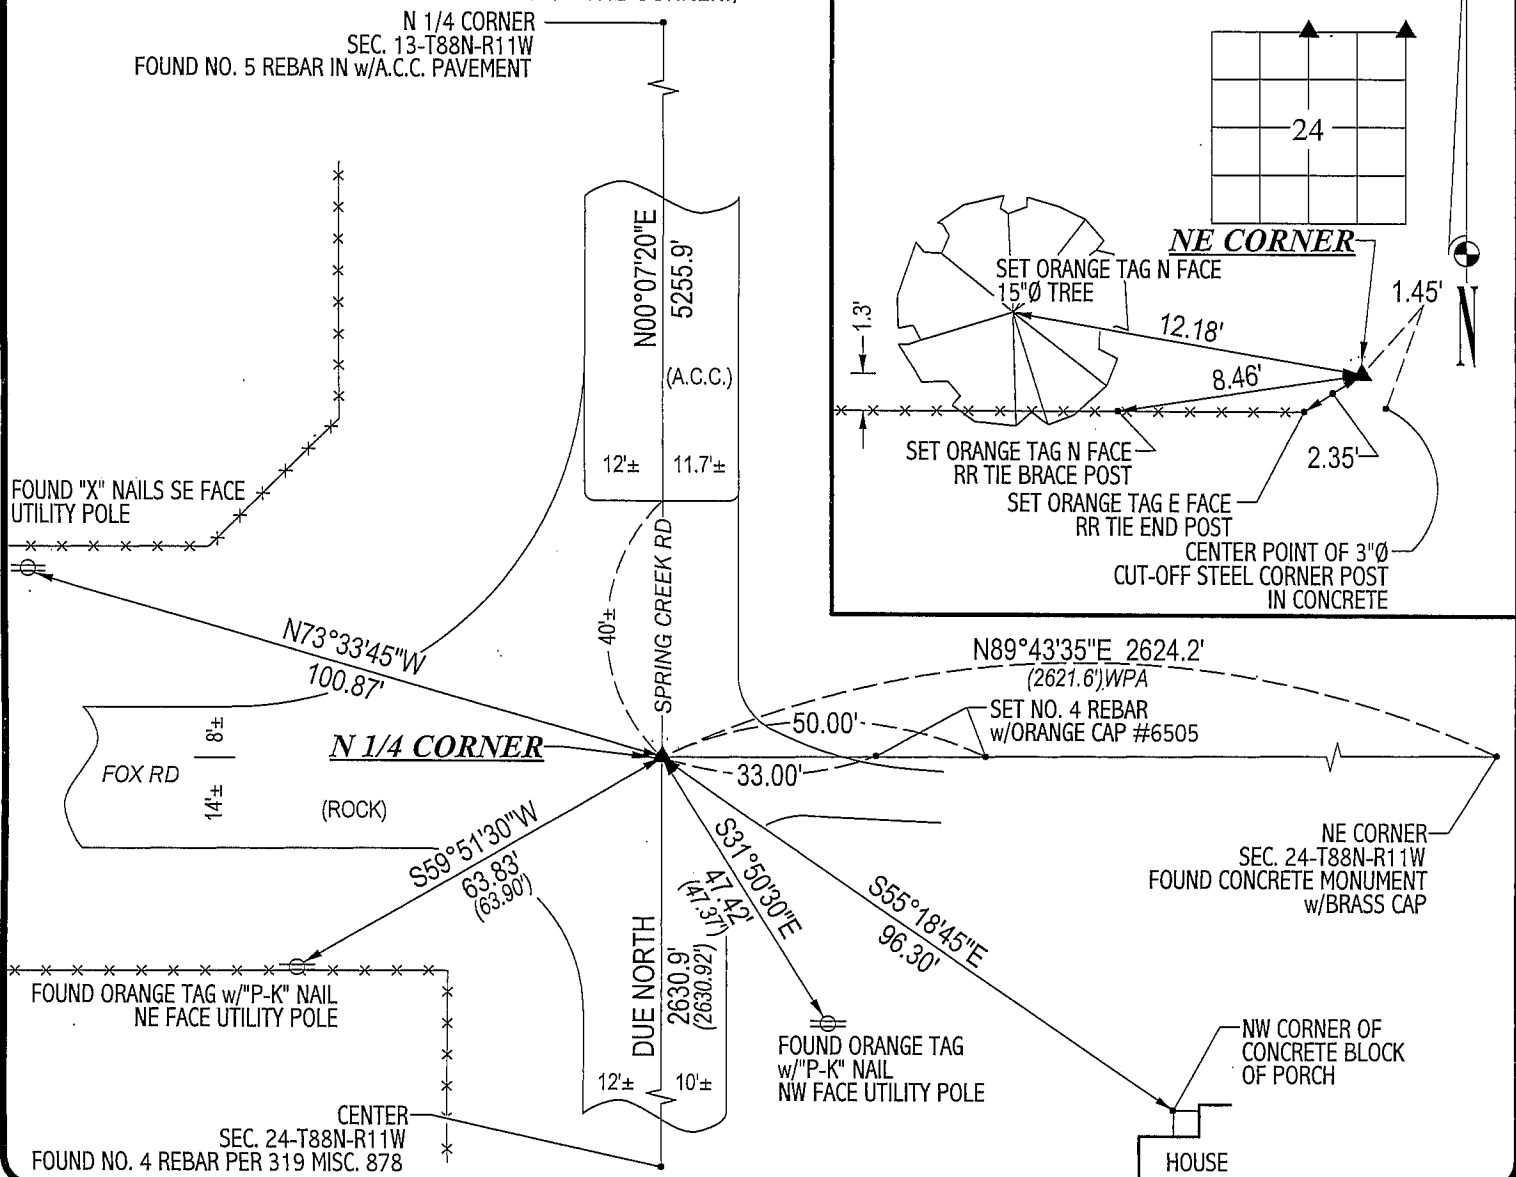 N 1/4 CORNER
SEC. 13-T88N-R11W
FOUND NO. 5 REBAR IN w/A.C.C. PAVEMENT
24
NE CORNER
SET ORANGE TAG N FACE
15"Ø TREE
1.45'
N
1.3'
12.18'
8.46'
2.35'
SET ORANGE TAG N FACE
RR TIE BRACE POST
SET ORANGE TAG E FACE
RR TIE END POST
CENTER POINT OF 3"Ø
CUT-OFF STEEL CORNER POST
IN CONCRETE
N00°07'20"E
5255.9'
(A.C.C.)
12'±
11.7'±
FOUND "X" NAILS SE FACE
UTILITY POLE
SPRING CREEK RD
40'±
N73°33'45"W
100.87'
N89°43'35"E 2624.2'
(2621.6')WPA
50.00'
SET NO. 4 REBAR
w/ORANGE CAP #6505
33.00'
N 1/4 CORNER
FOX RD
8'±
14'±
(ROCK)
NE CORNER
SEC. 24-T88N-R11W
FOUND CONCRETE MONUMENT
w/BRASS CAP
S59°51'30"W
63.83'
(63.90')
S31°50'30"E
47.42'
(47.37')
S55°18'45"E
96.30'
DUE NORTH
2630.9'
(2630.92')
FOUND ORANGE TAG w/"P-K" NAIL
NE FACE UTILITY POLE
FOUND ORANGE TAG
w/"P-K" NAIL
NW FACE UTILITY POLE
NW CORNER OF
CONCRETE BLOCK
OF PORCH
12'±
10'±
CENTER
SEC. 24-T88N-R11W
FOUND NO. 4 REBAR PER 319 MISC. 878
HOUSE